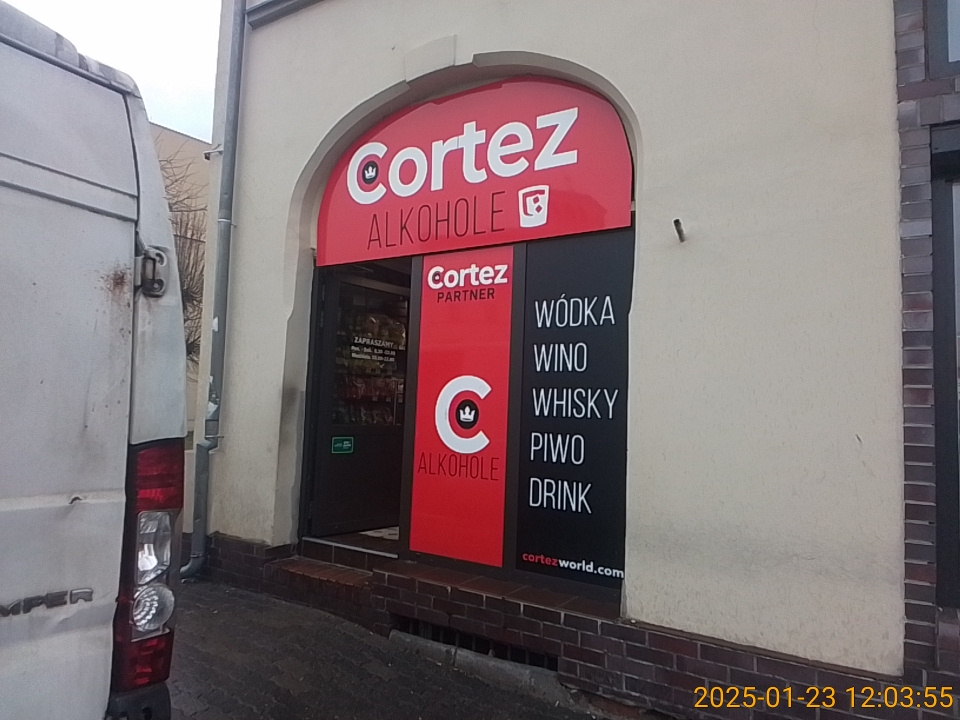 Cortez
ALKOHOLE
Cortez
PARTNER
ALKOHOLE
ZAPRASZAMY
WÓDKA
WINO
WHISKY
PIWO
DRINK
cortezworld.com
MPER
2025-01-23 12:03:55